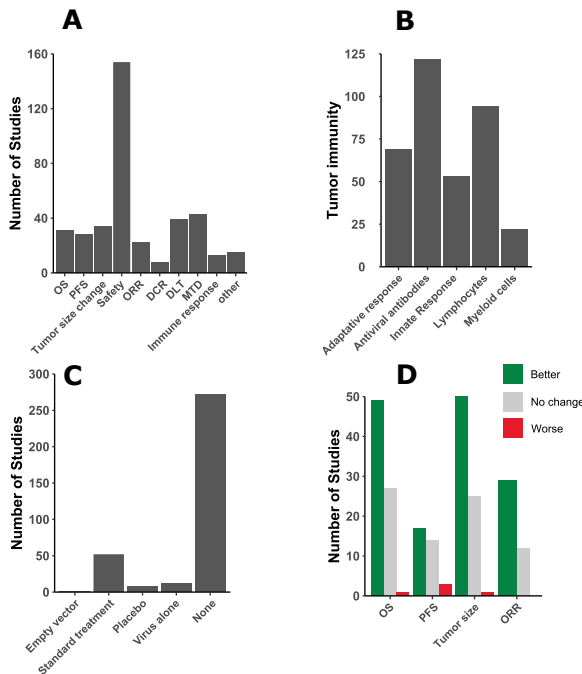 A
Number of Studies
160
120
80
40
0
OS
PFS
Tumor size change
Safety
ORR
DCR
DLT
MTD
Immune response
other
B
Tumor immunity
125
100
75
50
25
0
Adaptative response
Antiviral antibodies
Innate Response
Lymphocytes
Myeloid cells
C
Number of Studies
300
250
200
150
100
50
0
Empty vector
Standard treatment
Placebo
Virus alone
None
D
Better
No change
Worse
Number of Studies
50
40
30
20
10
0
OS
PFS
Tumor size
ORR